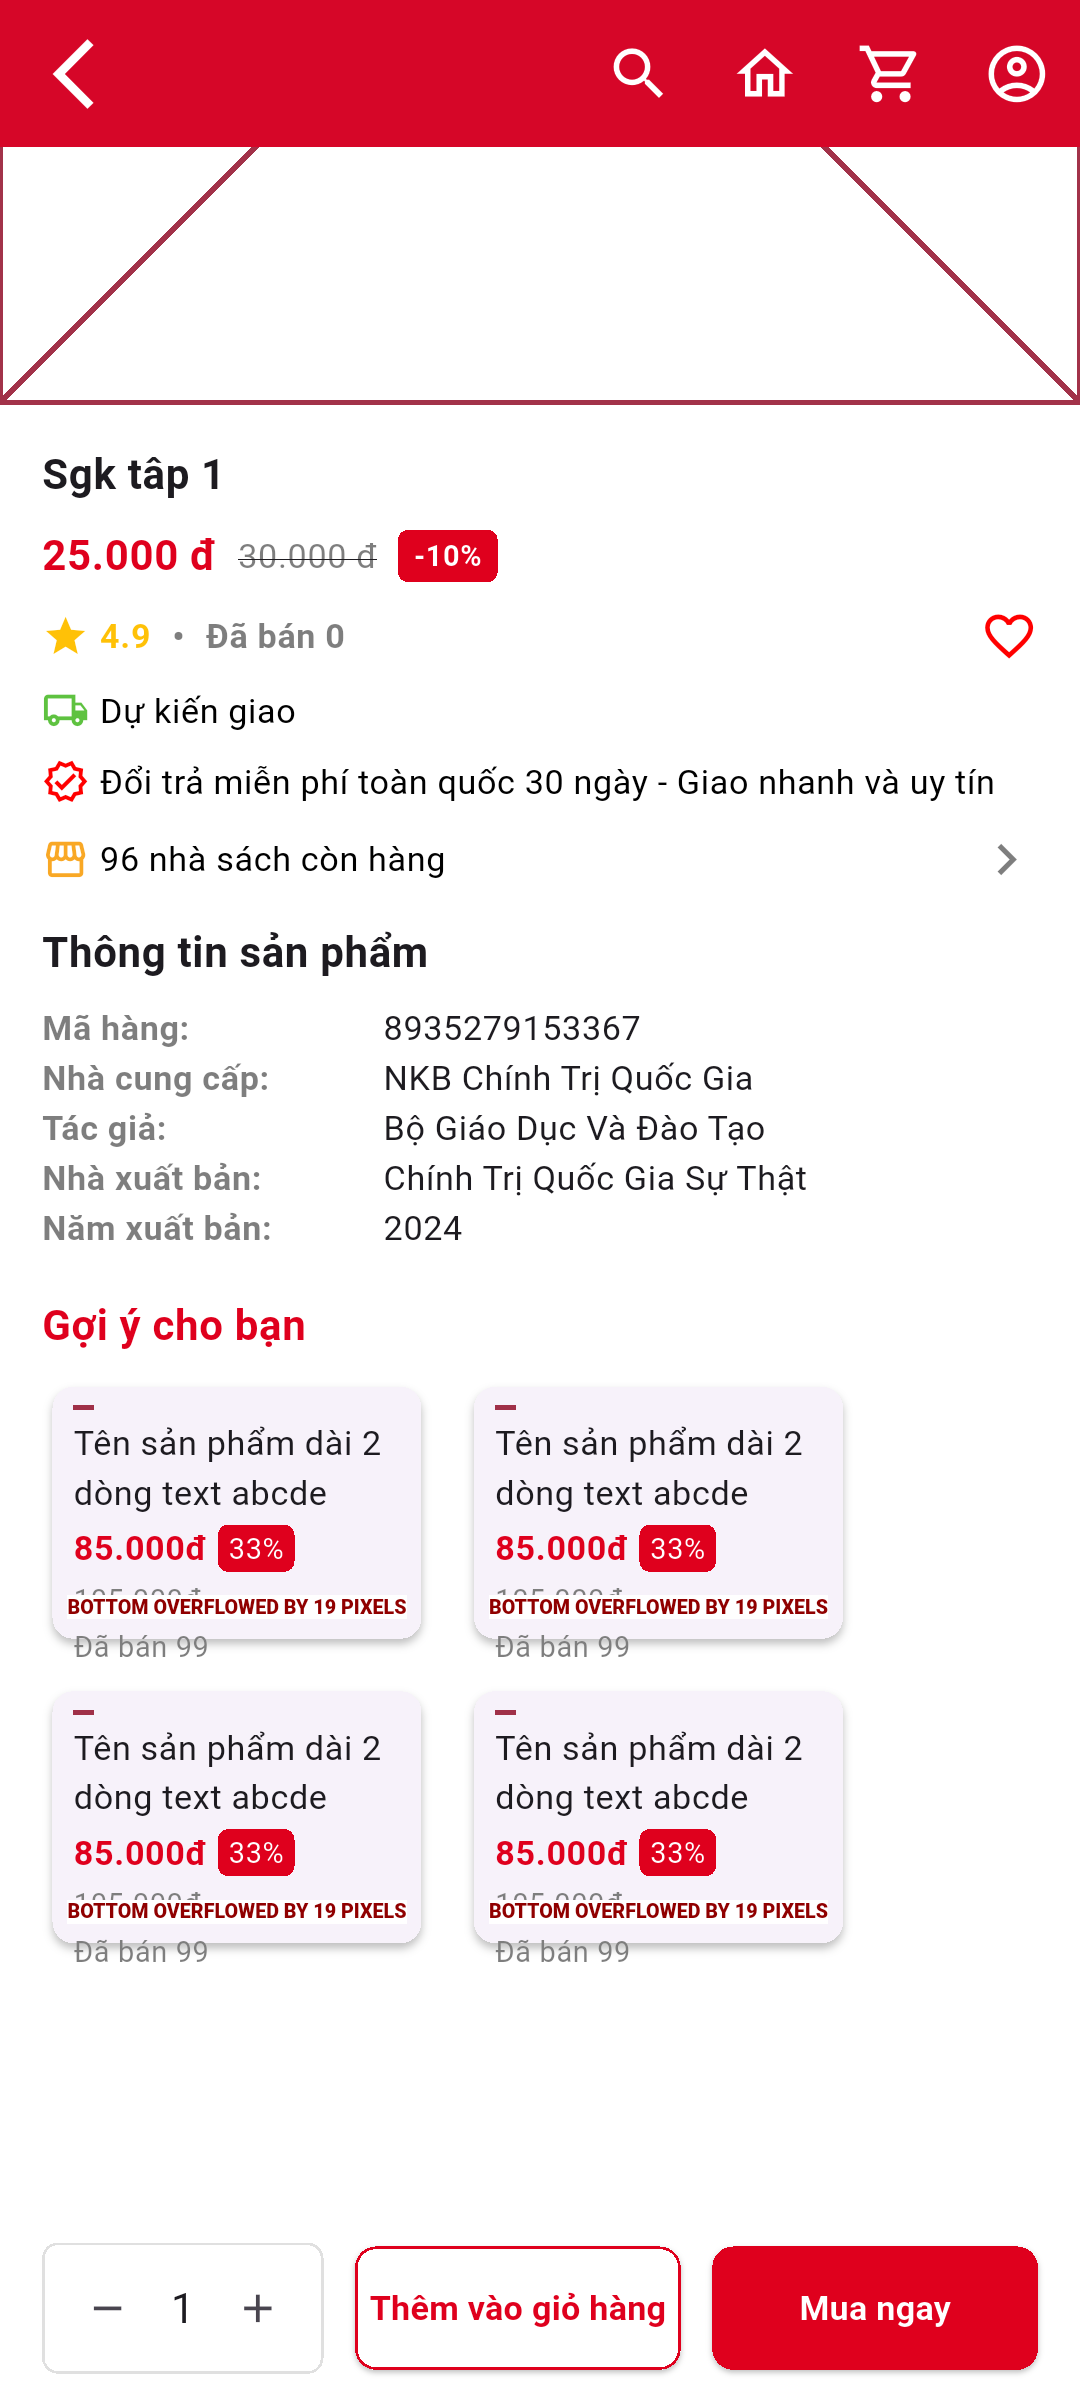 Sgk tâp 1
25.000 đ 30.000 đ -10%
4.9 • Đã bán 0
Dự kiến giao
Đổi trả miễn phí toàn quốc 30 ngày - Giao nhanh và uy tín
96 nhà sách còn hàng
Thông tin sản phẩm
Mã hàng: 8935279153367
Nhà cung cấp: NKB Chính Trị Quốc Gia
Tác giả: Bộ Giáo Dục Và Đào Tạo
Nhà xuất bản: Chính Trị Quốc Gia Sự Thật
Năm xuất bản: 2024
Gợi ý cho bạn
Tên sản phẩm dài 2
dòng text abcde
85.000đ 33%
BOTTOM OVERFLOWED BY 19 PIXELS
Đã bán 99
Tên sản phẩm dài 2
dòng text abcde
85.000đ 33%
BOTTOM OVERFLOWED BY 19 PIXELS
Đã bán 99
Tên sản phẩm dài 2
dòng text abcde
85.000đ 33%
BOTTOM OVERFLOWED BY 19 PIXELS
Đã bán 99
Tên sản phẩm dài 2
dòng text abcde
85.000đ 33%
BOTTOM OVERFLOWED BY 19 PIXELS
Đã bán 99
1
Thêm vào giỏ hàng
Mua ngay